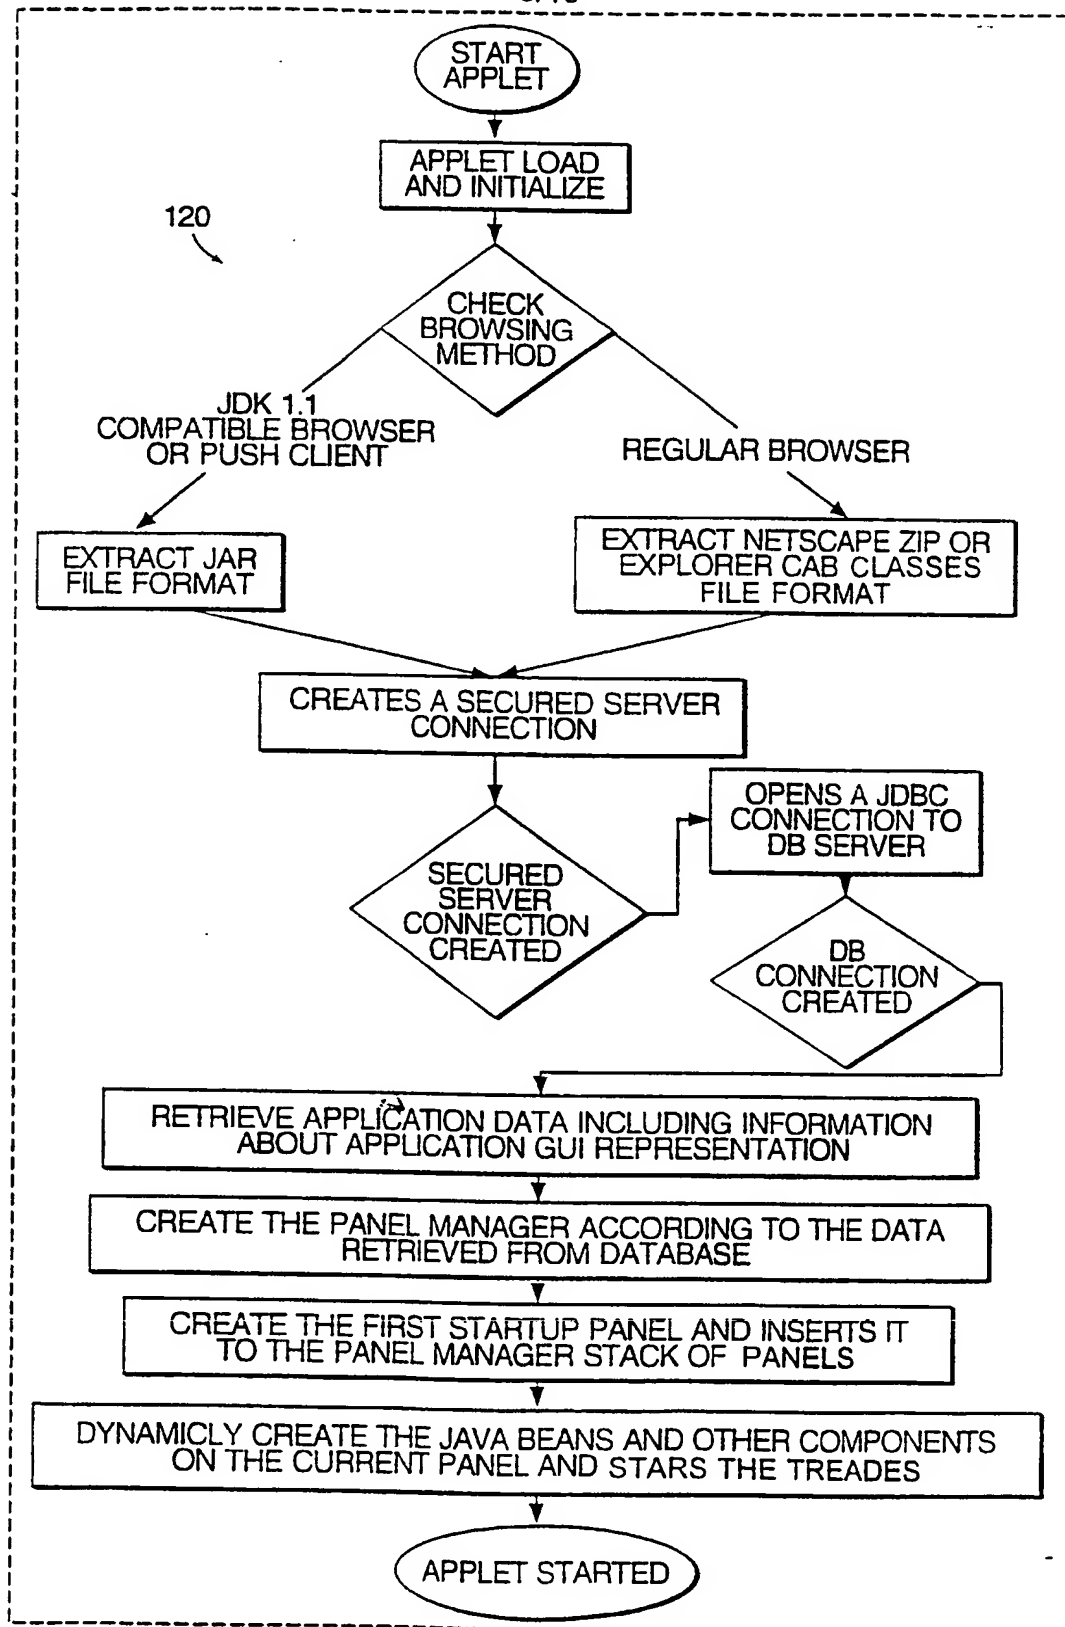 START
APPLET
APPLET LOAD
AND INITIALIZE
120
CHECK
BROWSING
METHOD
JDK 1.1
COMPATIBLE BROWSER
OR PUSH CLIENT
REGULAR BROWSER
EXTRACT JAR
FILE FORMAT
EXTRACT NETSCAPE ZIP OR
EXPLORER CAB CLASSES
FILE FORMAT
CREATES A SECURED SERVER
CONNECTION
OPENS A JDBC
CONNECTION TO
DB SERVER
SECURED
SERVER
CONNECTION
CREATED
DB
CONNECTION
CREATED
RETRIEVE APPLICATION DATA INCLUDING INFORMATION
ABOUT APPLICATION GUI REPRESENTATION
CREATE THE PANEL MANAGER ACCORDING TO THE DATA
RETRIEVED FROM DATABASE
CREATE THE FIRST STARTUP PANEL AND INSERTS IT
TO THE PANEL MANAGER STACK OF PANELS
DYNAMICLY CREATE THE JAVA BEANS AND OTHER COMPONENTS
ON THE CURRENT PANEL AND STARS THE TREADES
APPLET STARTED